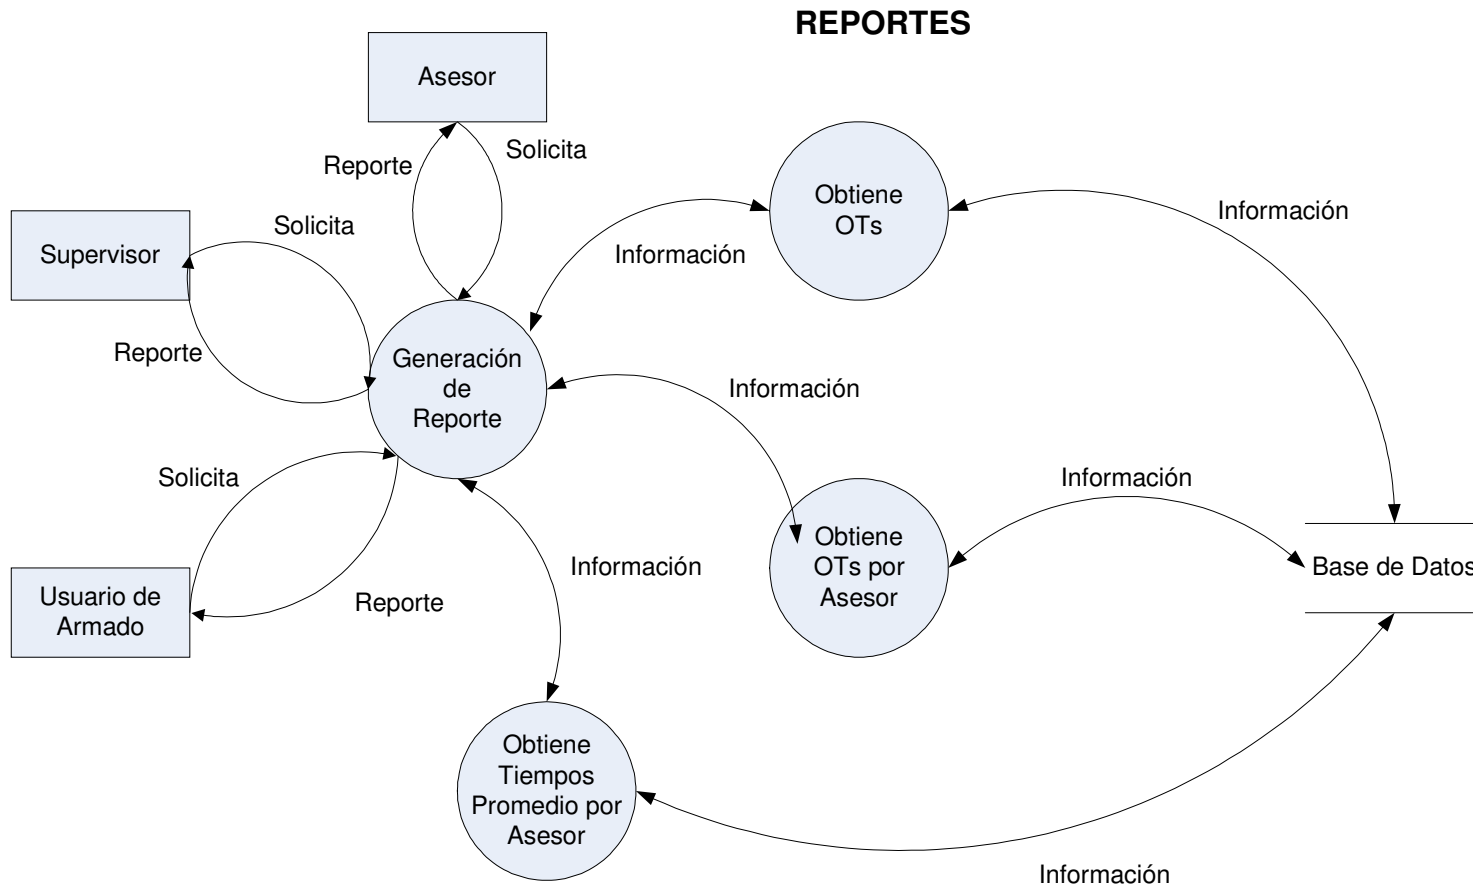 REPORTES
Asesor
Reporte
Solicita
Supervisor
Solicita
Reporte
Generación
de
Reporte
Solicita
Reporte
Usuario de
Armado
Información
Obtiene
OTs
Información
Información
Obtiene
OTs por
Asesor
Información
Base de Datos
Información
Obtiene
Tiempos
Promedio por
Asesor
Información